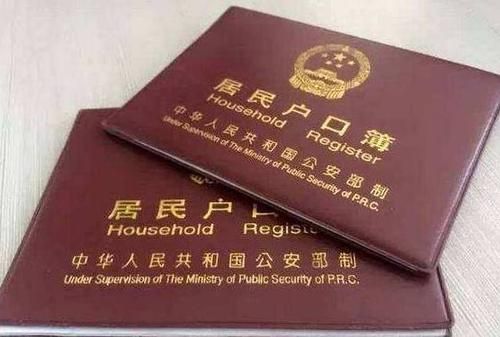 居民户口簿
Household Register
中华人民共和国公安部制
Under Supervision of The Ministry of Public Security of P.R.C.
居民户口
Household Register
中华人民共和国公安部制
Under Supervision of The Ministry of Public Security of P.R.C.